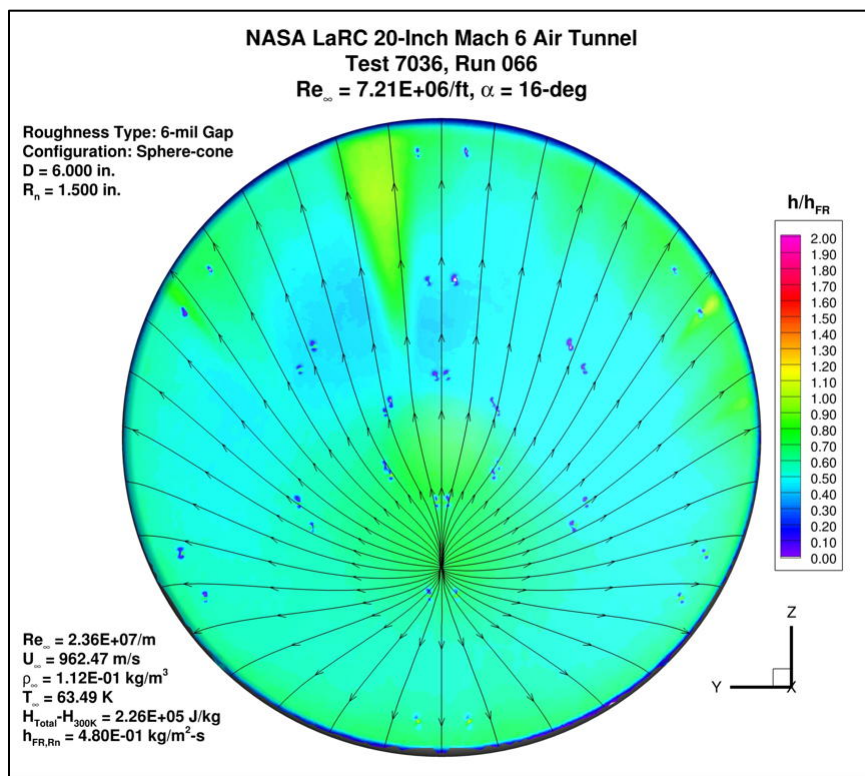 NASA LaRC 20-Inch Mach 6 Air Tunnel
Test 7036, Run 066
Re∞ = 7.21E+06/ft, α = 16-deg
Roughness Type: 6-mil Gap
Configuration: Sphere-cone
D = 6.000 in.
Rn = 1.500 in.
h/hFR
2.00
1.90
1.80
1.70
1.60
1.50
1.40
1.30
1.20
1.10
1.00
0.90
0.80
0.70
0.60
0.50
0.40
0.30
0.20
0.10
0.00
Z
Y
X
Re∞ = 2.36E+07/m
U∞ = 962.47 m/s
ρ∞ = 1.12E-01 kg/m³
T∞ = 63.49 K
HTotal-H300K = 2.26E+05 J/kg
hFR,Rn = 4.80E-01 kg/m²-s